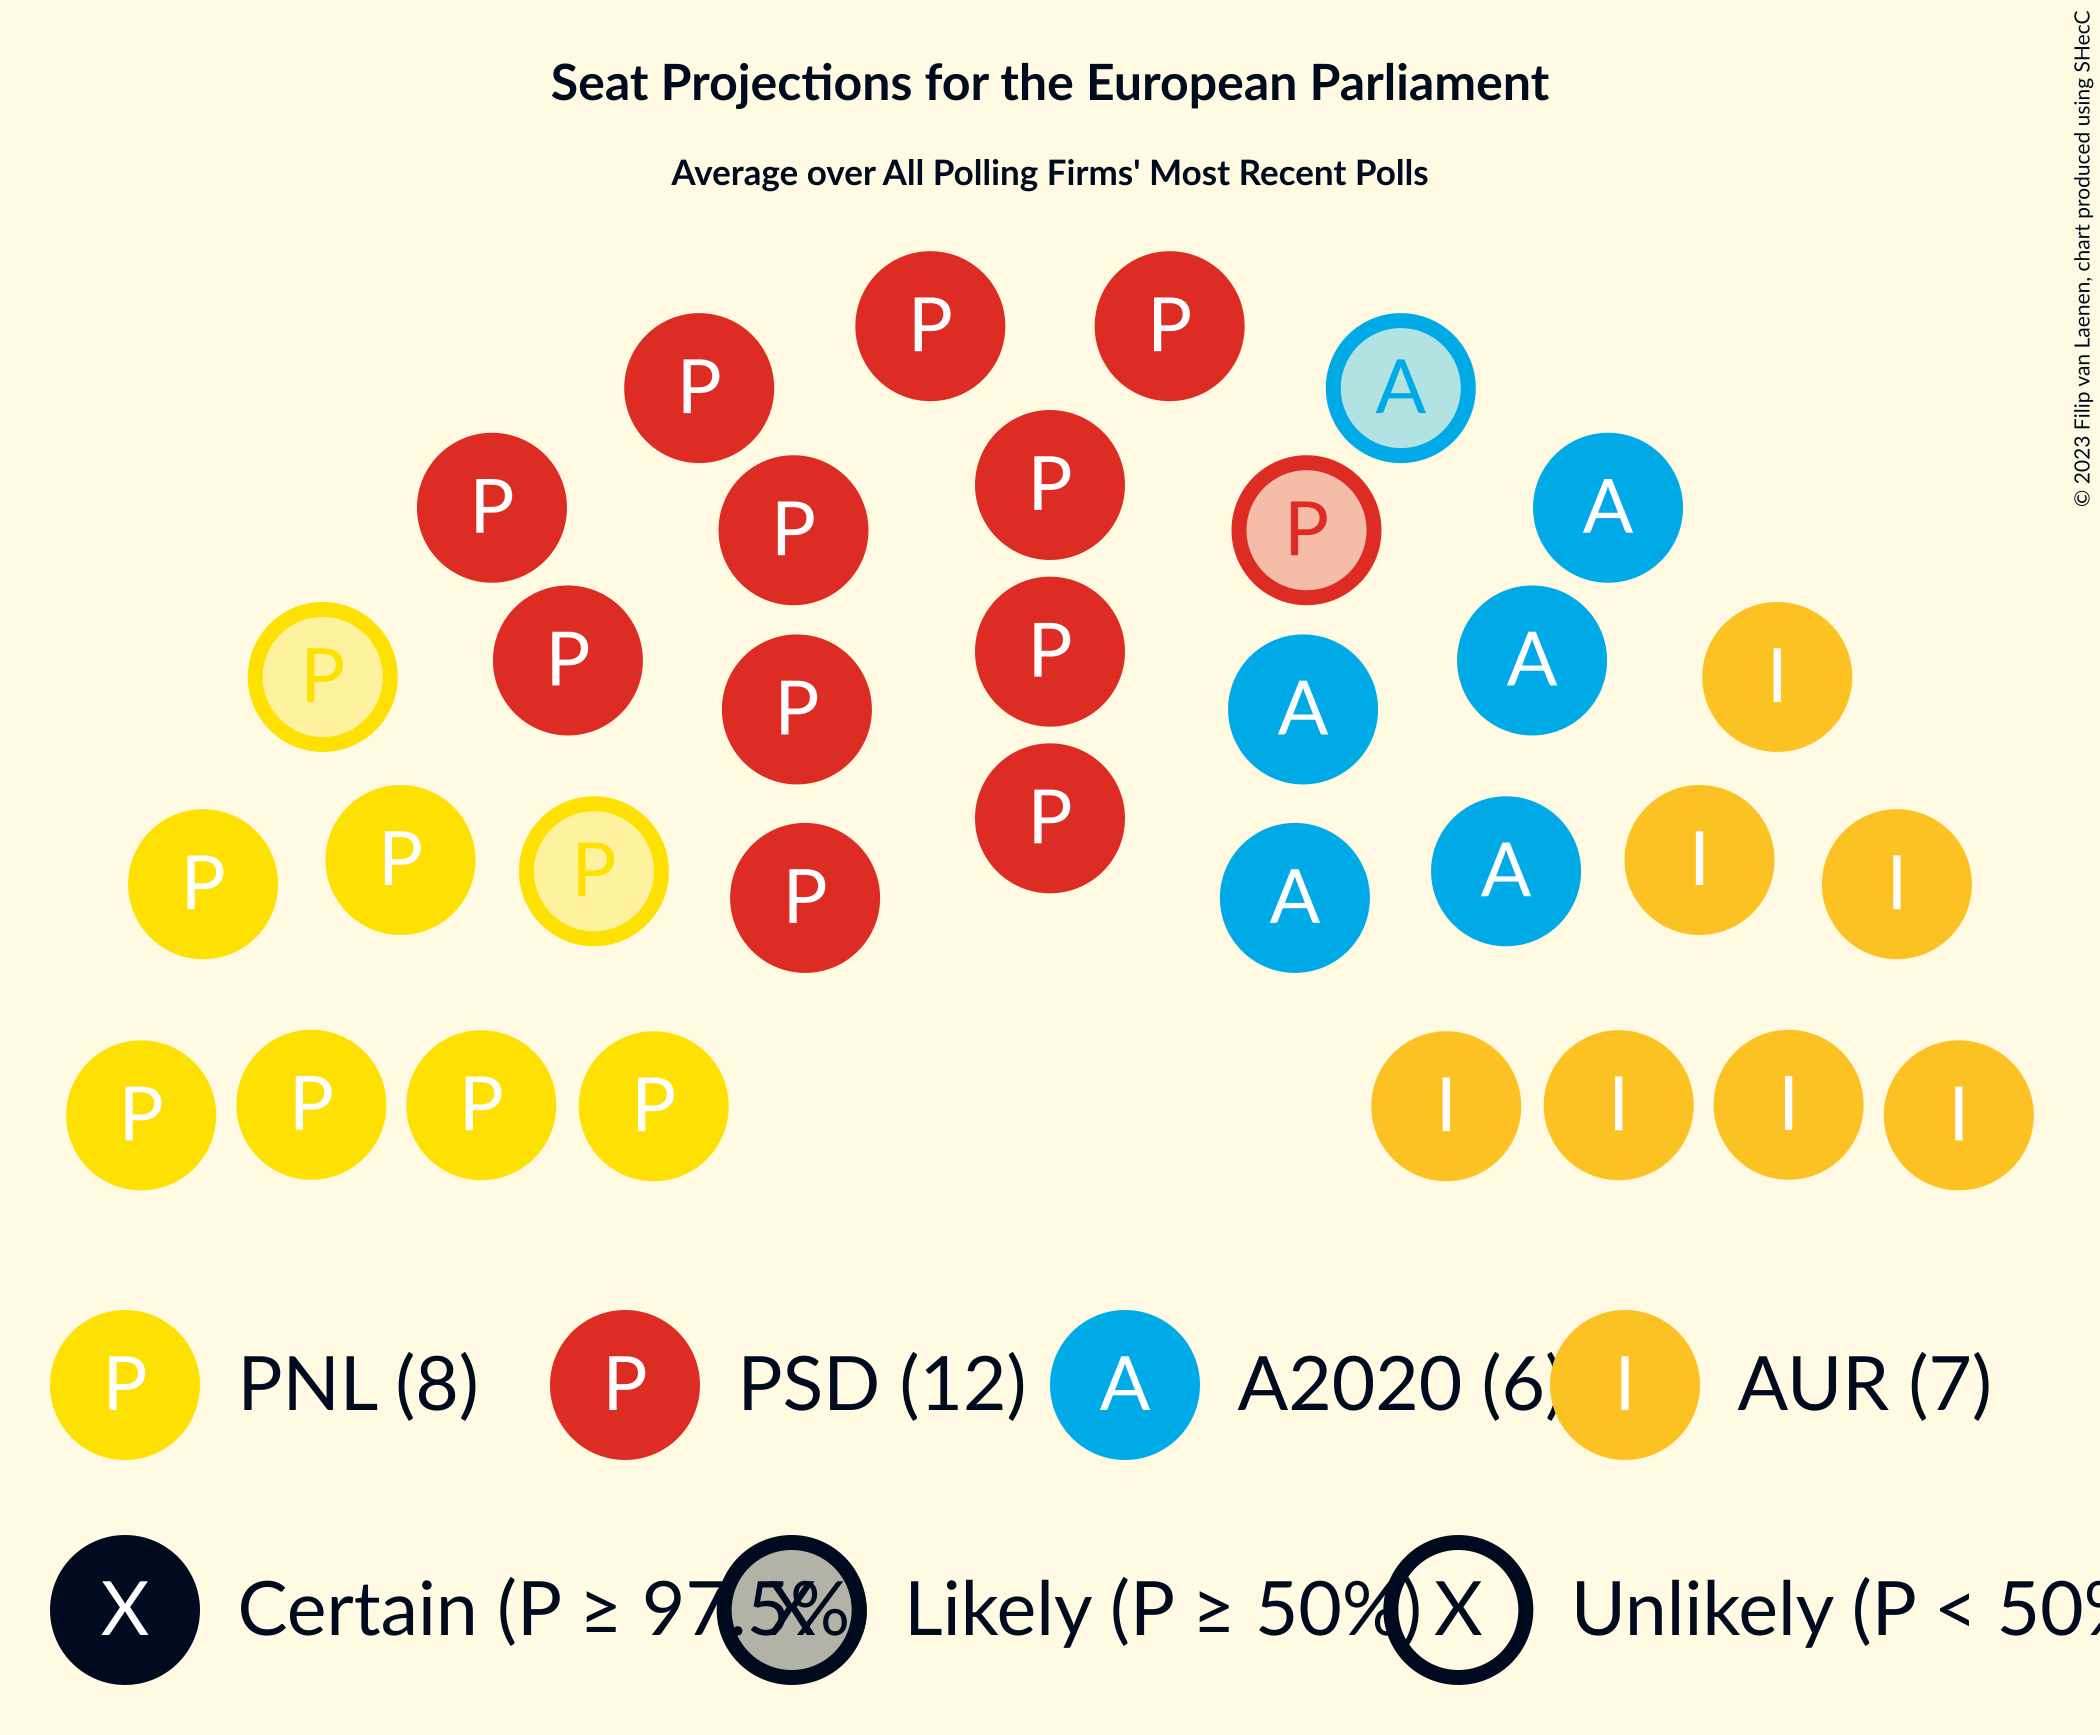 Seat Projections for the European Parliament
Average over All Polling Firms' Most Recent Polls
© 2023 Filip van Laenen, chart produced using SHecC
P P
P A
P P A
P P P
P P A
P P I
P A
P
P P P P A A I I
P P P P I I I I
P PNL (8) P PSD (12) A A2020 (6) I AUR (7)
X Certain (P ≥ 97.5% X Likely (P ≥ 50%) X Unlikely (P < 50%